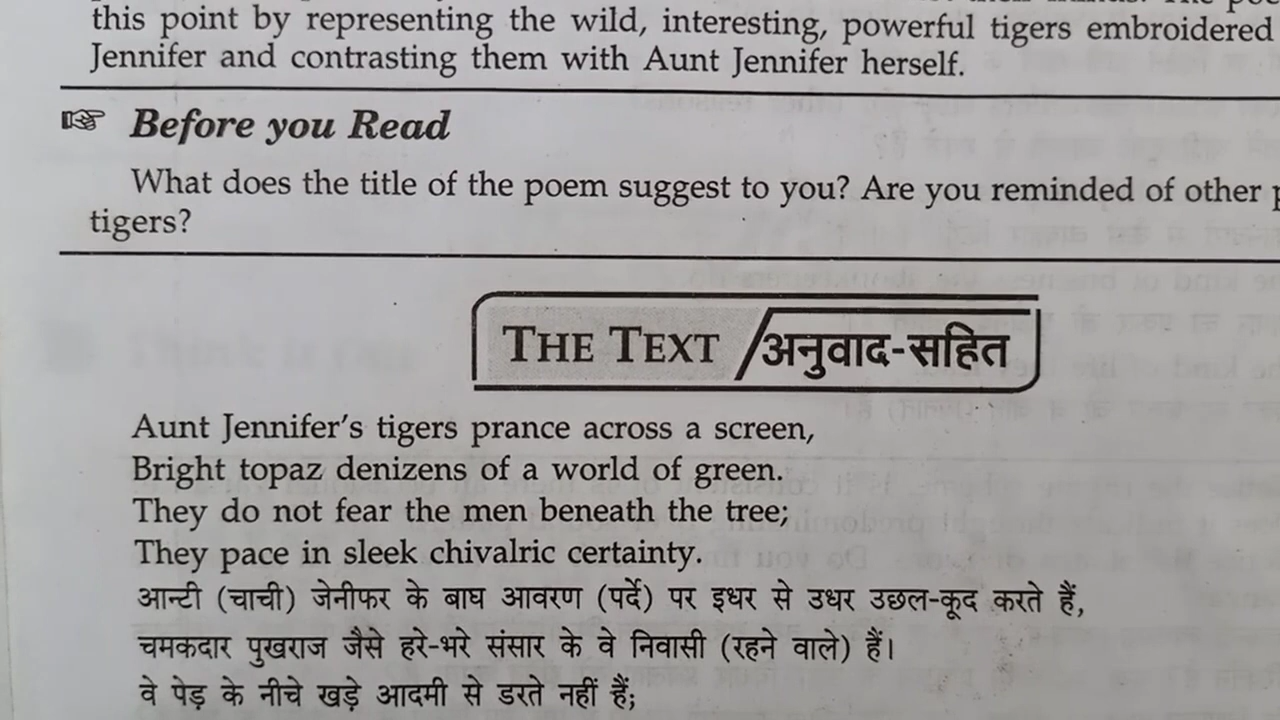 this point by representing the wild, interesting, powerful tigers embroidered
Jennifer and contrasting them with Aunt Jennifer herself.
Before you Read
What does the title of the poem suggest to you? Are you reminded of other
tigers?
THE TEXT / अनुवाद-सहित
Aunt Jennifer's tigers prance across a screen,
Bright topaz denizens of a world of green.
They do not fear the men beneath the tree;
They pace in sleek chivalric certainty.
आन्टी (चाची) जेनीफर के बाघ आवरण (पर्दे) पर इधर से उधर उछल-कूद करते हैं,
चमकदार पुखराज जैसे हरे-भरे संसार के वे निवासी (रहने वाले) हैं।
वे पेड़ के नीचे खड़े आदमी से डरते नहीं हैं;